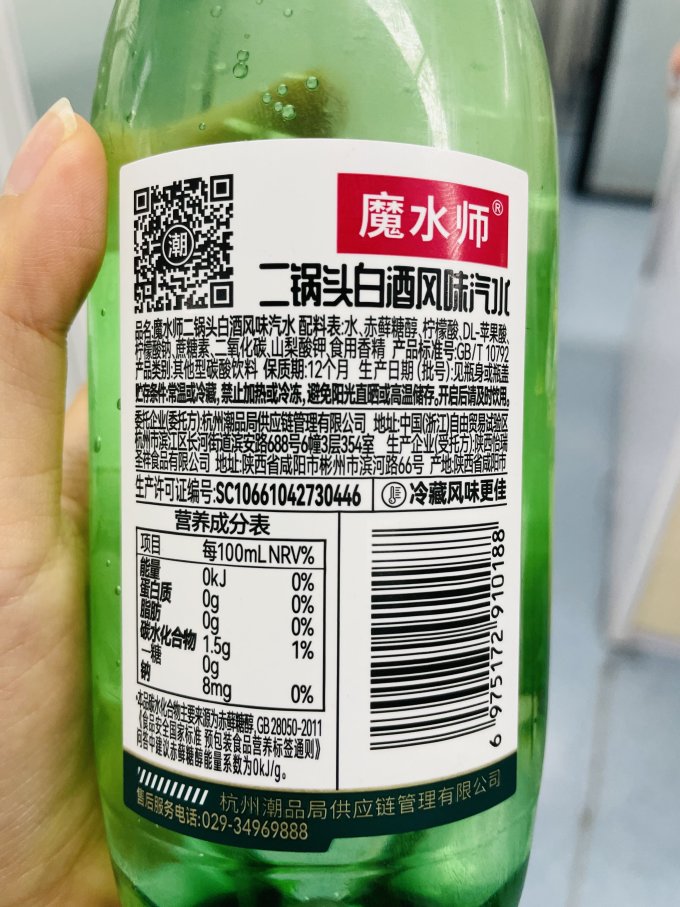 潮
魔水师®
二锅头白酒风味汽水
品名:魔水师二锅头白酒风味汽水 配料表:水、赤藓糖醇、柠檬酸、DL-苹果酸、
柠檬酸钠、蔗糖素、二氧化碳、山梨酸钾、食用香精 产品标准号:GB/T 10792
产品类别:其他型碳酸饮料 保质期:12个月 生产日期(批号):见瓶身或瓶盖
贮存条件:常温或冷藏,禁止加热或冷冻,避免阳光直晒或高温储存,开启后请及时饮用。
委托企业(委托方):杭州潮品局供应链管理有限公司 地址:中国(浙江)自由贸易试验区
杭州市滨江区长河街道滨安路688号6幢3层354室 生产企业(受托方):陕西怡瑞
圣祥食品有限公司 地址:陕西省咸阳市彬州市滨河路66号 产地:陕西省咸阳市
生产许可证编号:SC10661042730446
冷藏风味更佳
营养成分表
项目 每100mL NRV%
能量 0kJ 0%
蛋白质 0g 0%
脂肪 0g 0%
碳水化合物 1.5g 1%
一糖 0g
钠 8mg 0%
*本品碳水化合物主要来源为赤藓糖醇,GB 28050-2011
《食品安全国家标准 预包装食品营养标签通则》
问答中建议赤藓糖醇能量系数为0kJ/g。
6 975172 910188
杭州潮品局供应链管理有限公司
售后服务电话:029-34969888